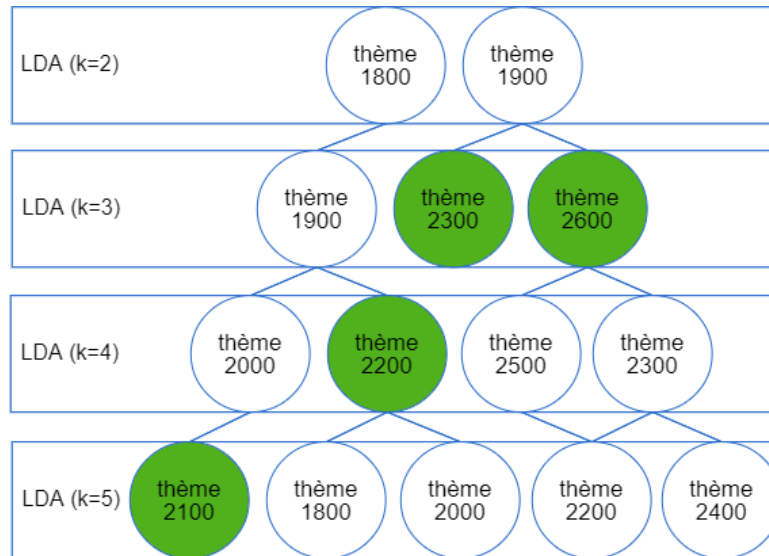 LDA (k=2)
thème
1800
thème
1900
LDA (k=3)
thème
1900
thème
2300
thème
2600
LDA (k=4)
thème
2000
thème
2200
thème
2500
thème
2300
LDA (k=5)
thème
2100
thème
1800
thème
2000
thème
2200
thème
2400